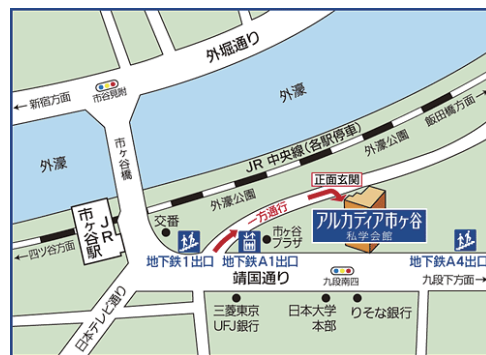 外堀通り
←新宿方面
市谷見附
外濠
飯田橋方面→
市ヶ谷橋
JR 中央線(各駅停車)
外濠公園
外濠
正面玄関
外濠公園
一方通行
アルカディア市ヶ谷
私学会館
JR
市ヶ谷駅
交番
市ヶ谷
プラザ
←四ツ谷方面
地下鉄1出口
地下鉄A1出口
地下鉄A4出口
靖国通り
九段南四
九段下方面→
日本テレビ通り
三菱東京
UFJ銀行
日本大学
本部
りそな銀行